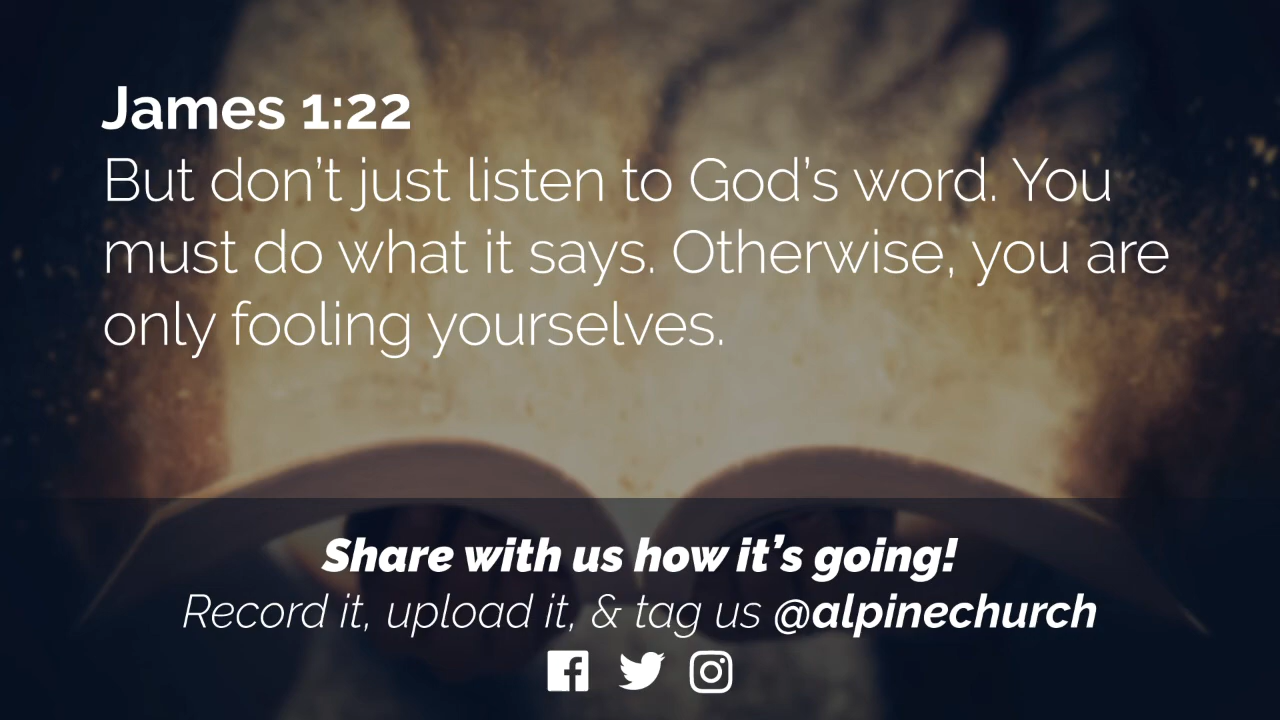 James 1:22
But don’t just listen to God’s word. You
must do what it says. Otherwise, you are
only fooling yourselves.
Share with us how it’s going!
Record it, upload it, & tag us @alpinechurch